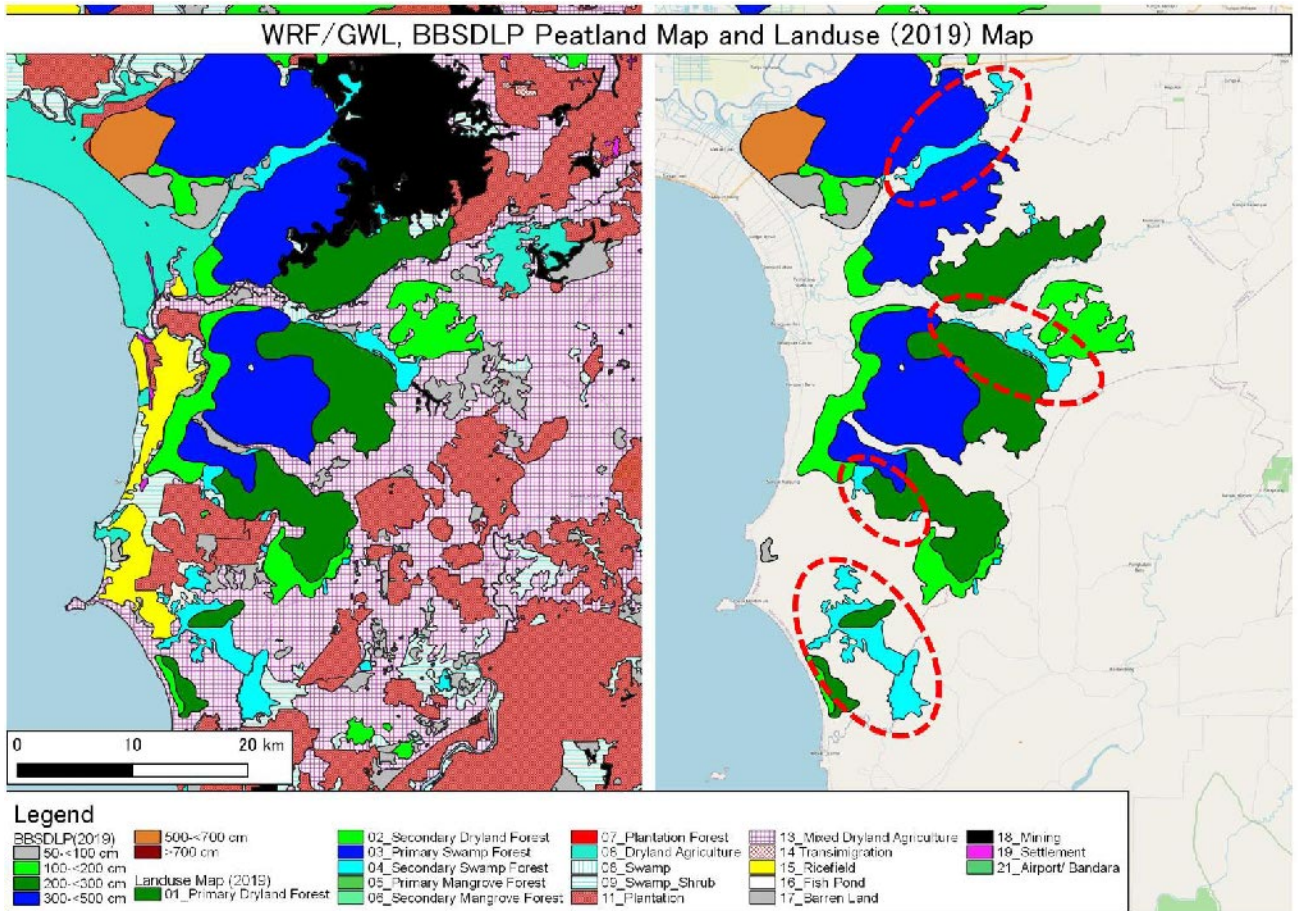 WRF/GWL, BBSDLP Peatland Map and Landuse (2019) Map
0 10 20 km
Legend
BBSDLP(2019)
50-<100 cm
100-<200 cm
200-<300 cm
300-<500 cm
500-<700 cm
>700 cm
Landuse Map (2019)
01_Primary Dryland Forest
02_Secondary Dryland Forest
03_Primary Swamp Forest
04_Secondary Swamp Forest
05_Primary Mangrove Forest
06_Secondary Mangrove Forest
07_Plantation Forest
08_Dryland Agriculture
08_Swamp
09_Swamp_Shrub
11_Plantation
13_Mixed Dryland Agriculture
14 Transimigration
15_Ricefield
16_Fish Pond
17_Barren Land
18_Mining
19_Settlement
21_Airport/ Bandara